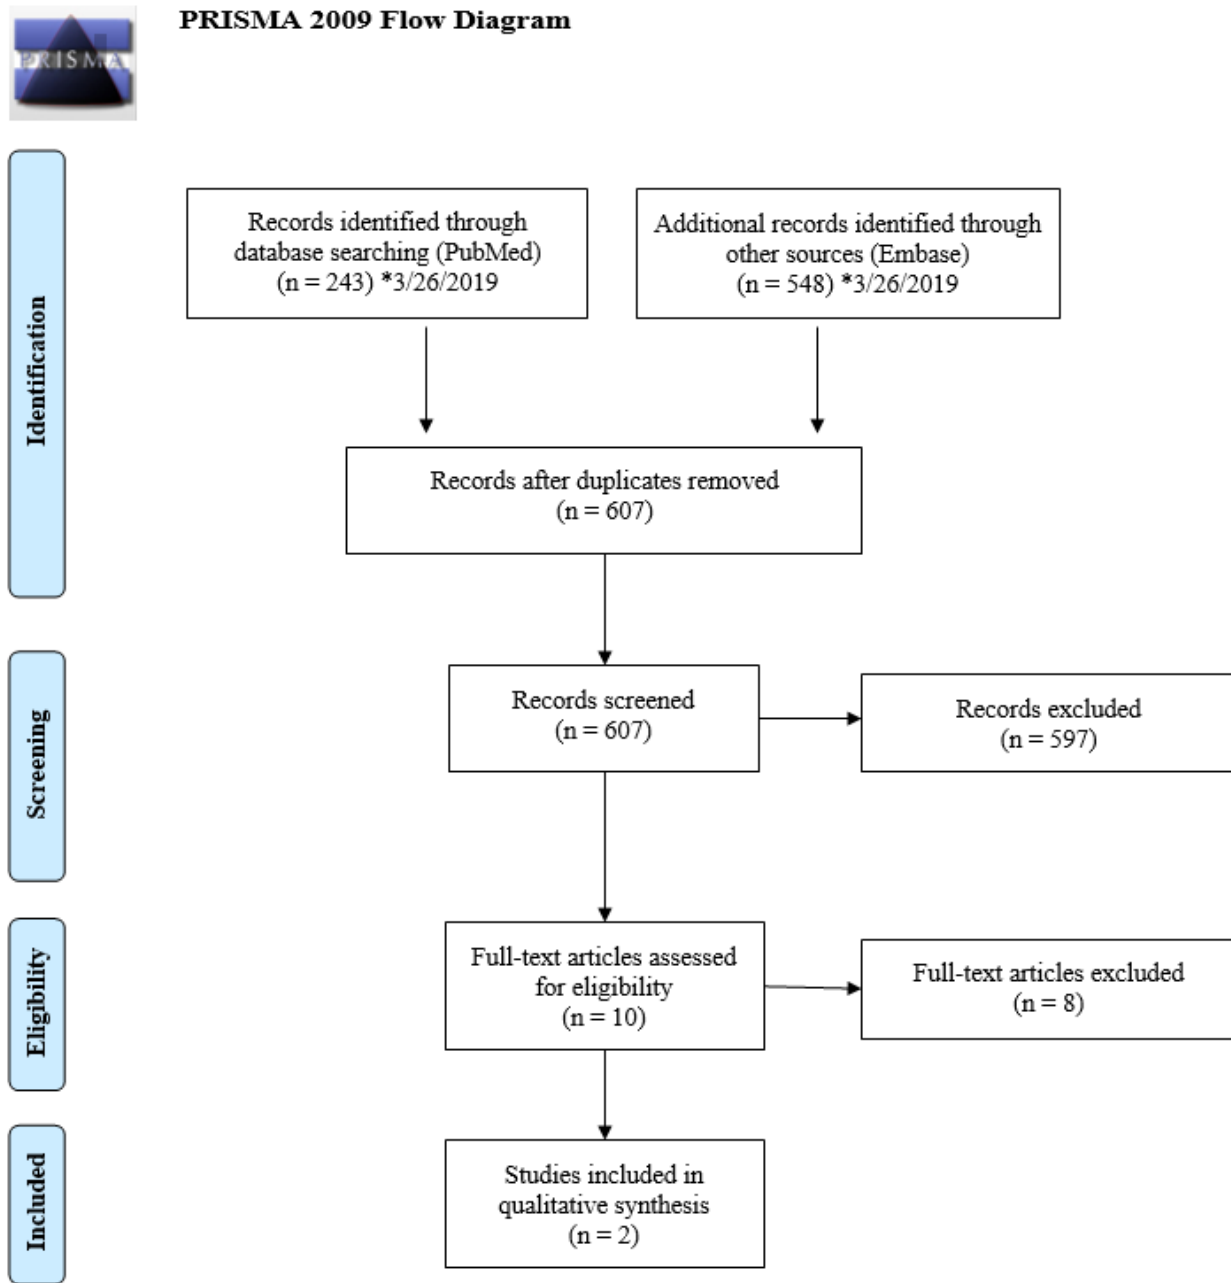 PRISMA 2009 Flow Diagram
PRISMA
Identification
Records identified through
database searching (PubMed)
(n = 243) *3/26/2019
Additional records identified through
other sources (Embase)
(n = 548) *3/26/2019
Records after duplicates removed
(n = 607)
Screening
Records screened
(n = 607)
Records excluded
(n = 597)
Eligibility
Full-text articles assessed
for eligibility
(n = 10)
Full-text articles excluded
(n = 8)
Included
Studies included in
qualitative synthesis
(n = 2)